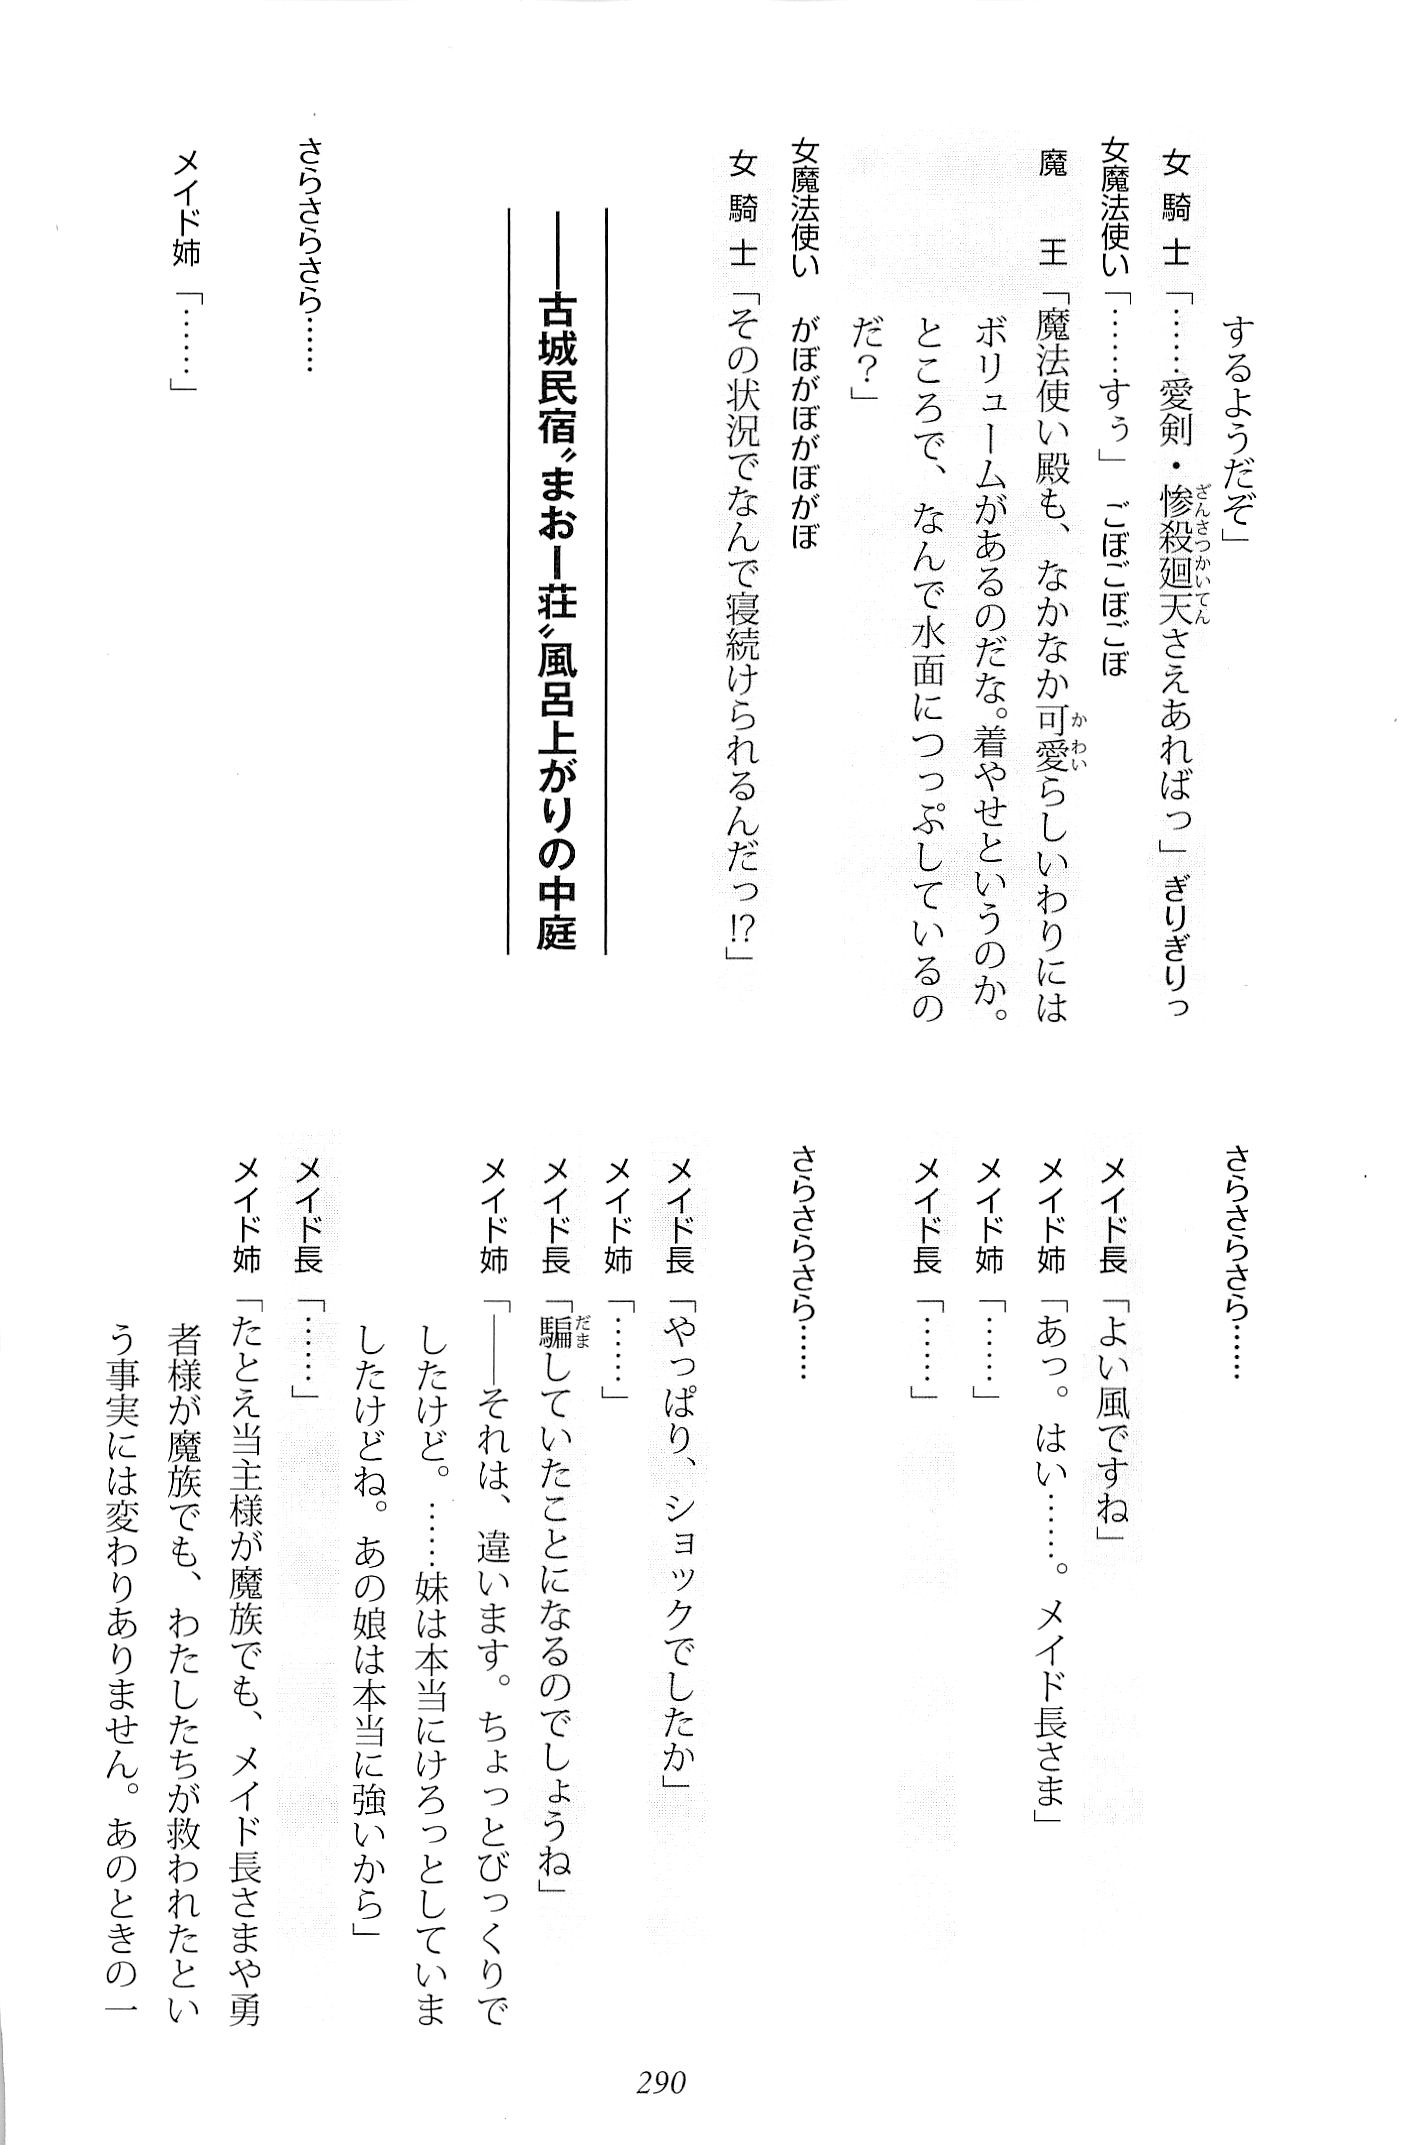 するようだぞ」
女騎士「……愛剣・惨殺廻天さえあればっ」ぎりぎりっ
女魔法使い「……すぅ」　ごぼごぼごぼ
魔王「魔法使い殿も、なかなか可愛らしいわりには
ボリュームがあるのだな。着やせというのか。
ところで、なんで水面につっぷしているの
だ？」
女魔法使い　がぼがぼがぼがぼ
女騎士「その状況でなんで寝続けられるんだっ!?」
――古城民宿〝まおー荘〟風呂上がりの中庭
さらさらさら……
メイド姉「……」
さらさらさら……
メイド長「よい風ですね」
メイド姉「あっ。はい……。メイド長さま」
メイド姉「……」
メイド長「……」
さらさらさら……
メイド長「やっぱり、ショックでしたか」
メイド姉「……」
メイド長「騙していたことになるのでしょうね」
メイド姉「――それは、違います。ちょっとびっくりで
したけど。……妹は本当にけろっとしていま
したけどね。あの娘は本当に強いから」
メイド長「……」
メイド姉「たとえ当主様が魔族でも、メイド長さまや勇
者様が魔族でも、わたしたちが救われたとい
う事実には変わりありません。あのときの一
290